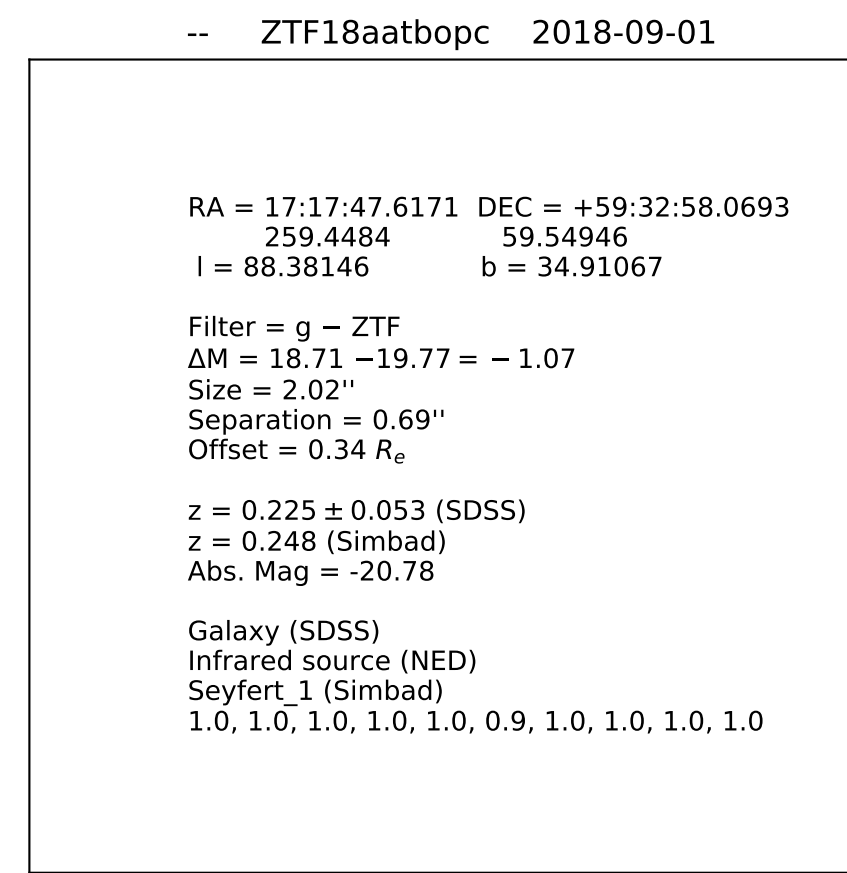 -- ZTF18aatbopc 2018-09-01
RA = 17:17:47.6171 DEC = +59:32:58.0693
259.4484 59.54946
l = 88.38146 b = 34.91067
Filter = g − ZTF
ΔM = 18.71 −19.77 = − 1.07
Size = 2.02''
Separation = 0.69''
Offset = 0.34 Re
z = 0.225 ± 0.053 (SDSS)
z = 0.248 (Simbad)
Abs. Mag = -20.78
Galaxy (SDSS)
Infrared source (NED)
Seyfert_1 (Simbad)
1.0, 1.0, 1.0, 1.0, 1.0, 0.9, 1.0, 1.0, 1.0, 1.0